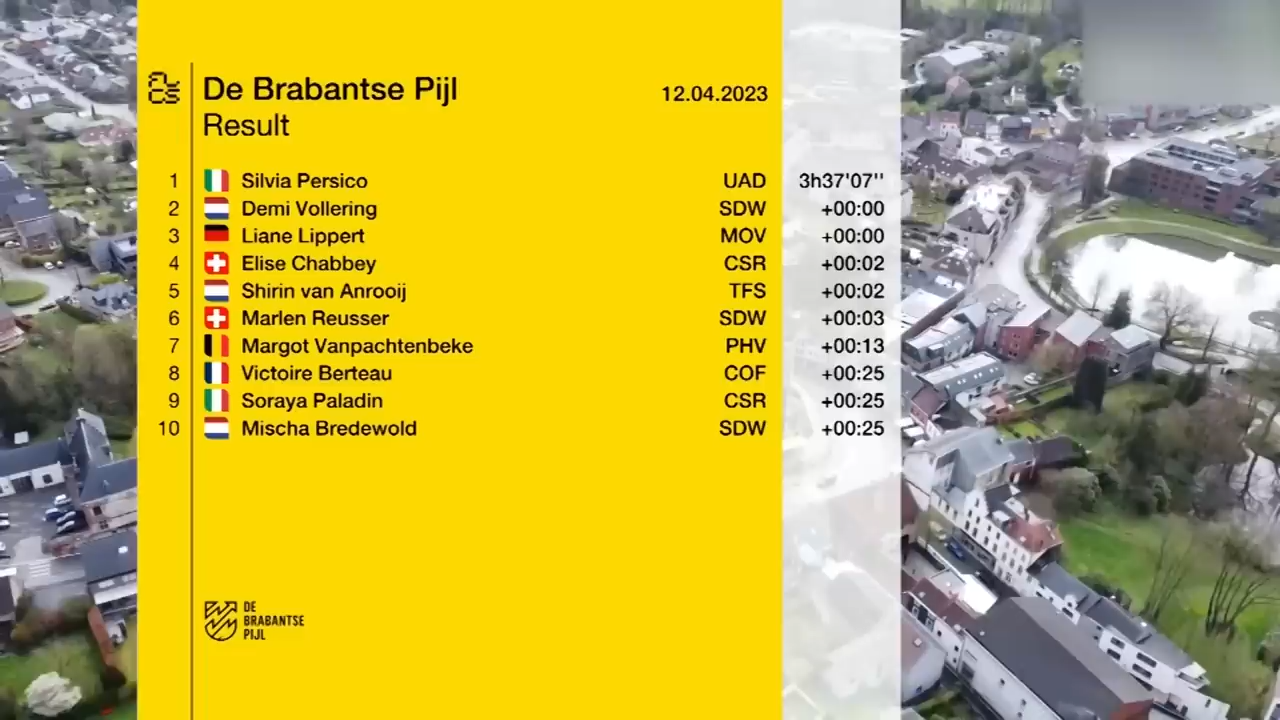 De Brabantse Pijl 12.04.2023
Result
1 Silvia Persico UAD 3h37'07''
2 Demi Vollering SDW +00:00
3 Liane Lippert MOV +00:00
4 Elise Chabbey CSR +00:02
5 Shirin van Anrooij TFS +00:02
6 Marlen Reusser SDW +00:03
7 Margot Vanpachtenbeke PHV +00:13
8 Victoire Berteau COF +00:25
9 Soraya Paladin CSR +00:25
10 Mischa Bredewold SDW +00:25
DE
BRABANTSE
PIJL